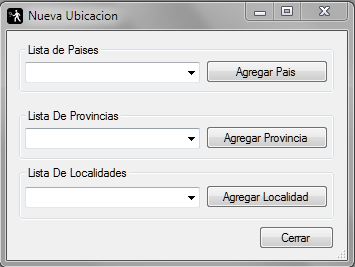 Nueva Ubicacion
Lista de Paises
Agregar Pais
Lista De Provincias
Agregar Provincia
Lista De Localidades
Agregar Localidad
Cerrar